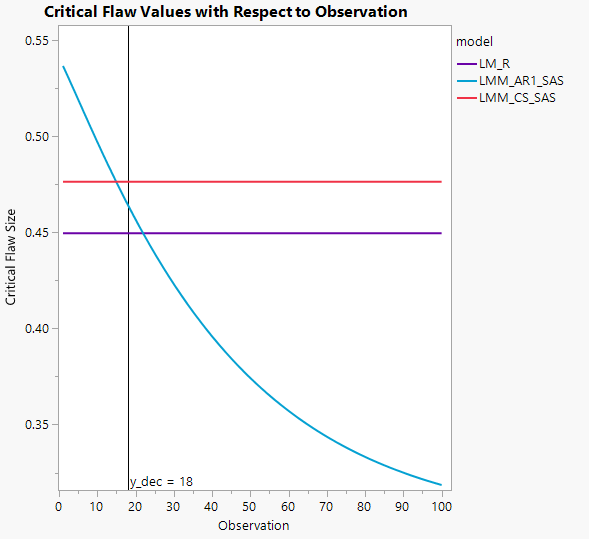 Critical Flaw Values with Respect to Observation
model
LM_R
LMM_AR1_SAS
LMM_CS_SAS
0.55
0.50
0.45
0.40
0.35
Critical Flaw Size
y_dec = 18
0 10 20 30 40 50 60 70 80 90 100
Observation